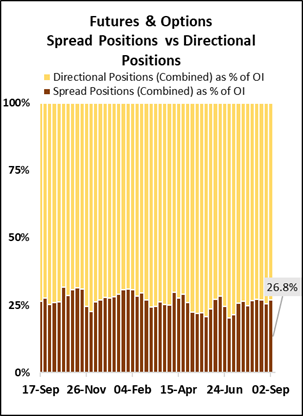 Futures & Options
Spread Positions vs Directional
Positions
Directional Positions (Combined) as % of OI
Spread Positions (Combined) as % of OI
100%
75%
50%
26.8%
25%
0%
17-Sep 26-Nov 04-Feb 15-Apr 24-Jun 02-Sep